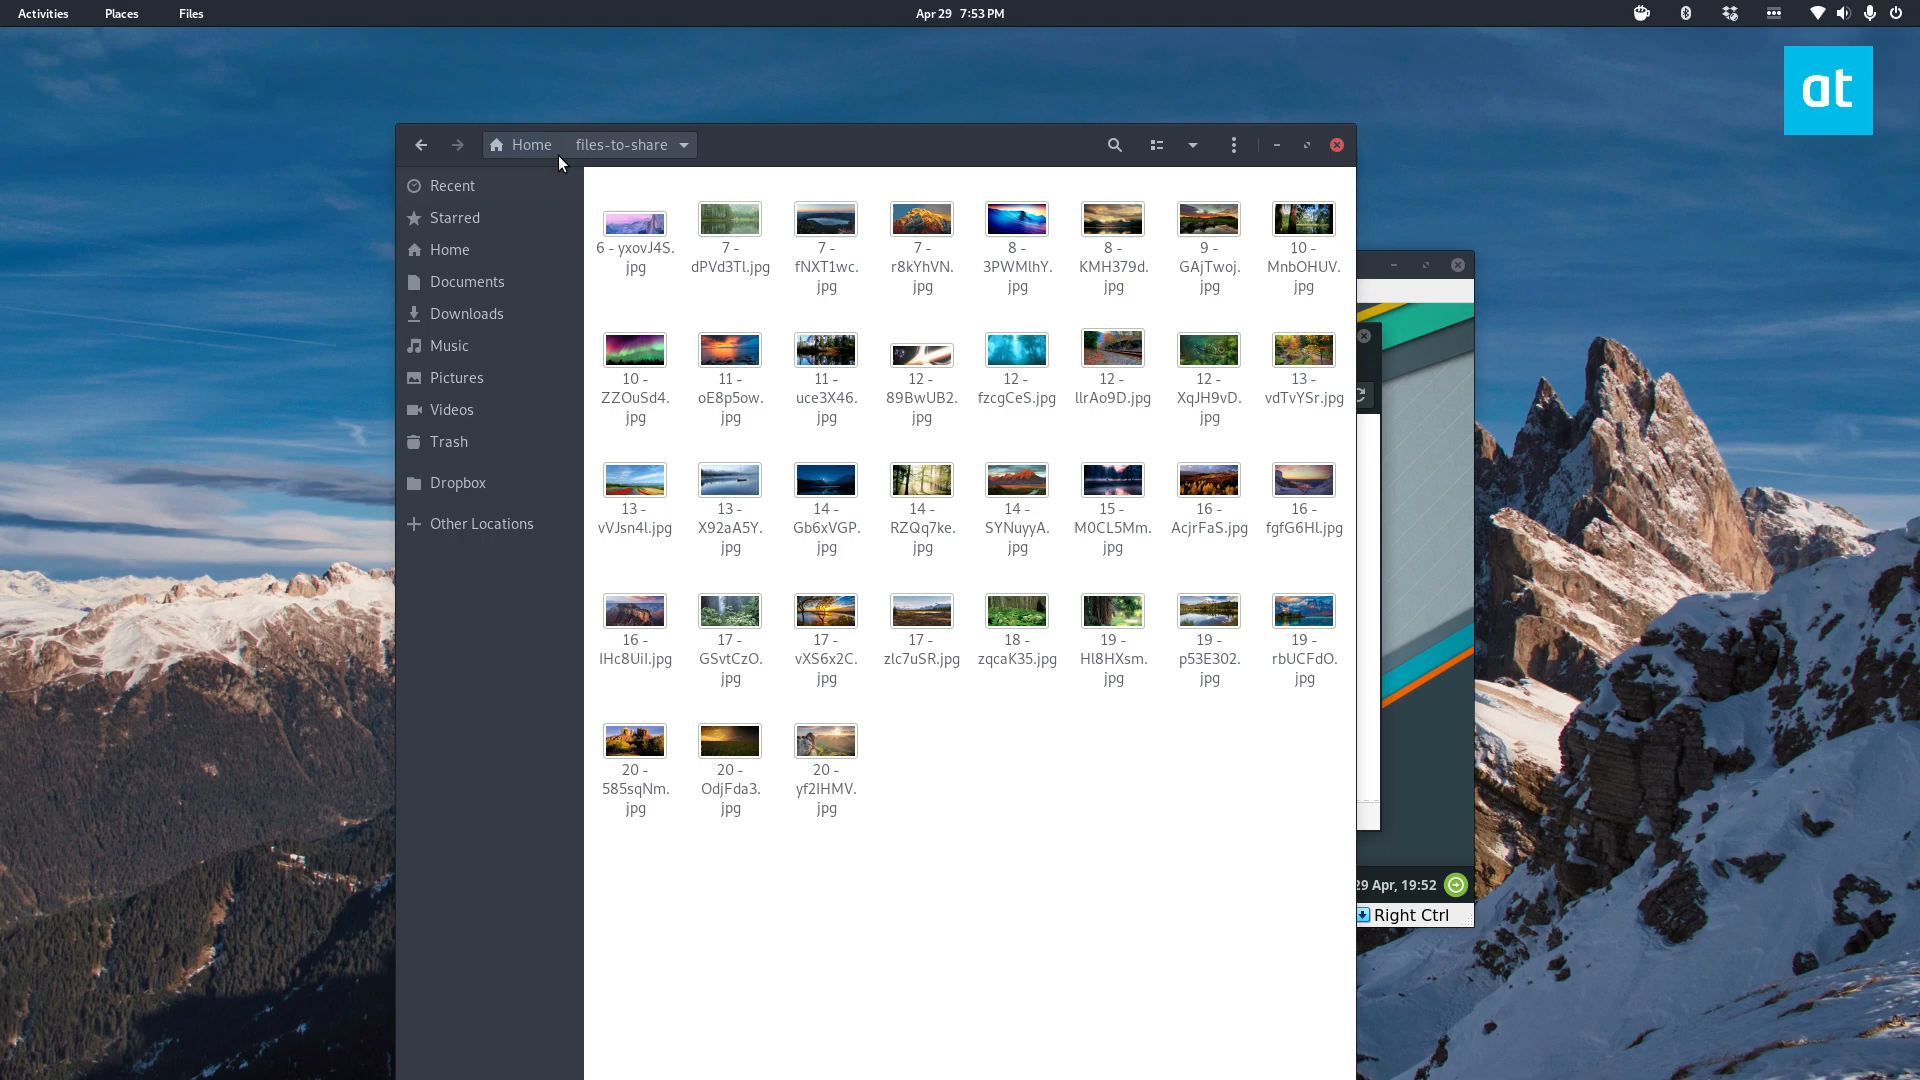 Activities Places Files Apr 29 7:53 PM
at
Home files-to-share
Recent
Starred
Home
Documents
Downloads
Music
Pictures
Videos
Trash
Dropbox
Other Locations
6 - yxovJ4S.
jpg
7 -
dPVd3Tl.jpg
7 -
fNXT1wc.
jpg
7 -
r8kYhVN.
jpg
8 -
3PWMlhY.
jpg
8 -
KMH379d.
jpg
9 -
GAjTwoj.
jpg
10 -
MnbOHUV.
jpg
10 -
ZZOuSd4.
jpg
11 -
oE8p5ow.
jpg
11 -
uce3X46.
jpg
12 -
89BwUB2.
jpg
12 -
fzcgCeS.jpg
12 -
llrAo9D.jpg
12 -
XqJH9vD.
jpg
13 -
vdTvYSr.jpg
13 -
vVJsn4l.jpg
13 -
X92aA5Y.
jpg
14 -
Gb6xVGP.
jpg
14 -
RZQq7ke.
jpg
14 -
SYNuyyA.
jpg
15 -
M0CL5Mm.
jpg
16 -
AcjrFaS.jpg
16 -
fgfG6Hl.jpg
16 -
IHc8UiI.jpg
17 -
GSvtCzO.
jpg
17 -
vXS6x2C.
jpg
17 -
zlc7uSR.jpg
18 -
zqcaK35.jpg
19 -
Hl8HXsm.
jpg
19 -
p53E302.
jpg
19 -
rbUCFdO.
jpg
20 -
585sqNm.
jpg
20 -
OdjFda3.
jpg
20 -
yf2IHMV.
jpg
29 Apr, 19:52
Right Ctrl